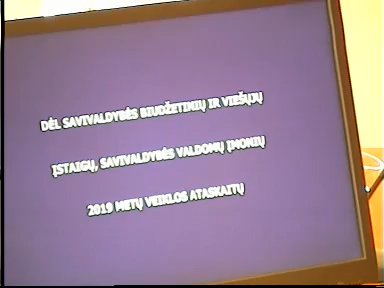 DĖL SAVIVALDYBĖS BIUDŽETINIŲ IR VIEŠŲJŲ
ĮSTAIGŲ, SAVIVALDYBĖS VALDOMŲ ĮMONIŲ
2019 METŲ VEIKLOS ATASKAITŲ